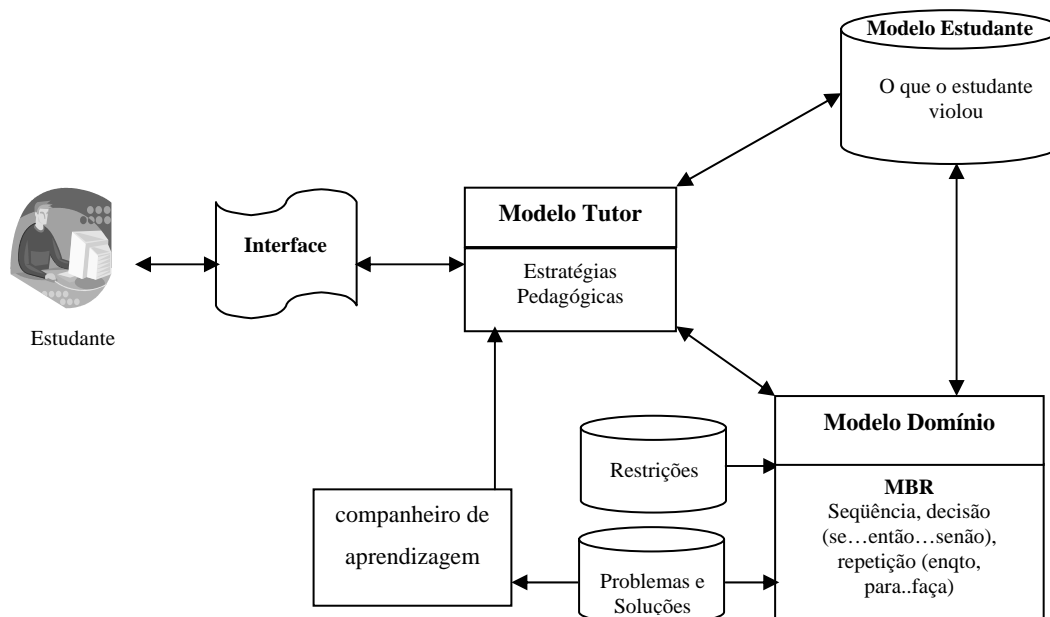 Modelo Estudante
O que o estudante
violou
Modelo Tutor
Estratégias
Pedagógicas
Interface
Estudante
Modelo Domínio
MBR
Seqüência, decisão
(se…então…senão),
repetição (enqto,
para..faça)
Restrições
companheiro de
aprendizagem
Problemas e
Soluções